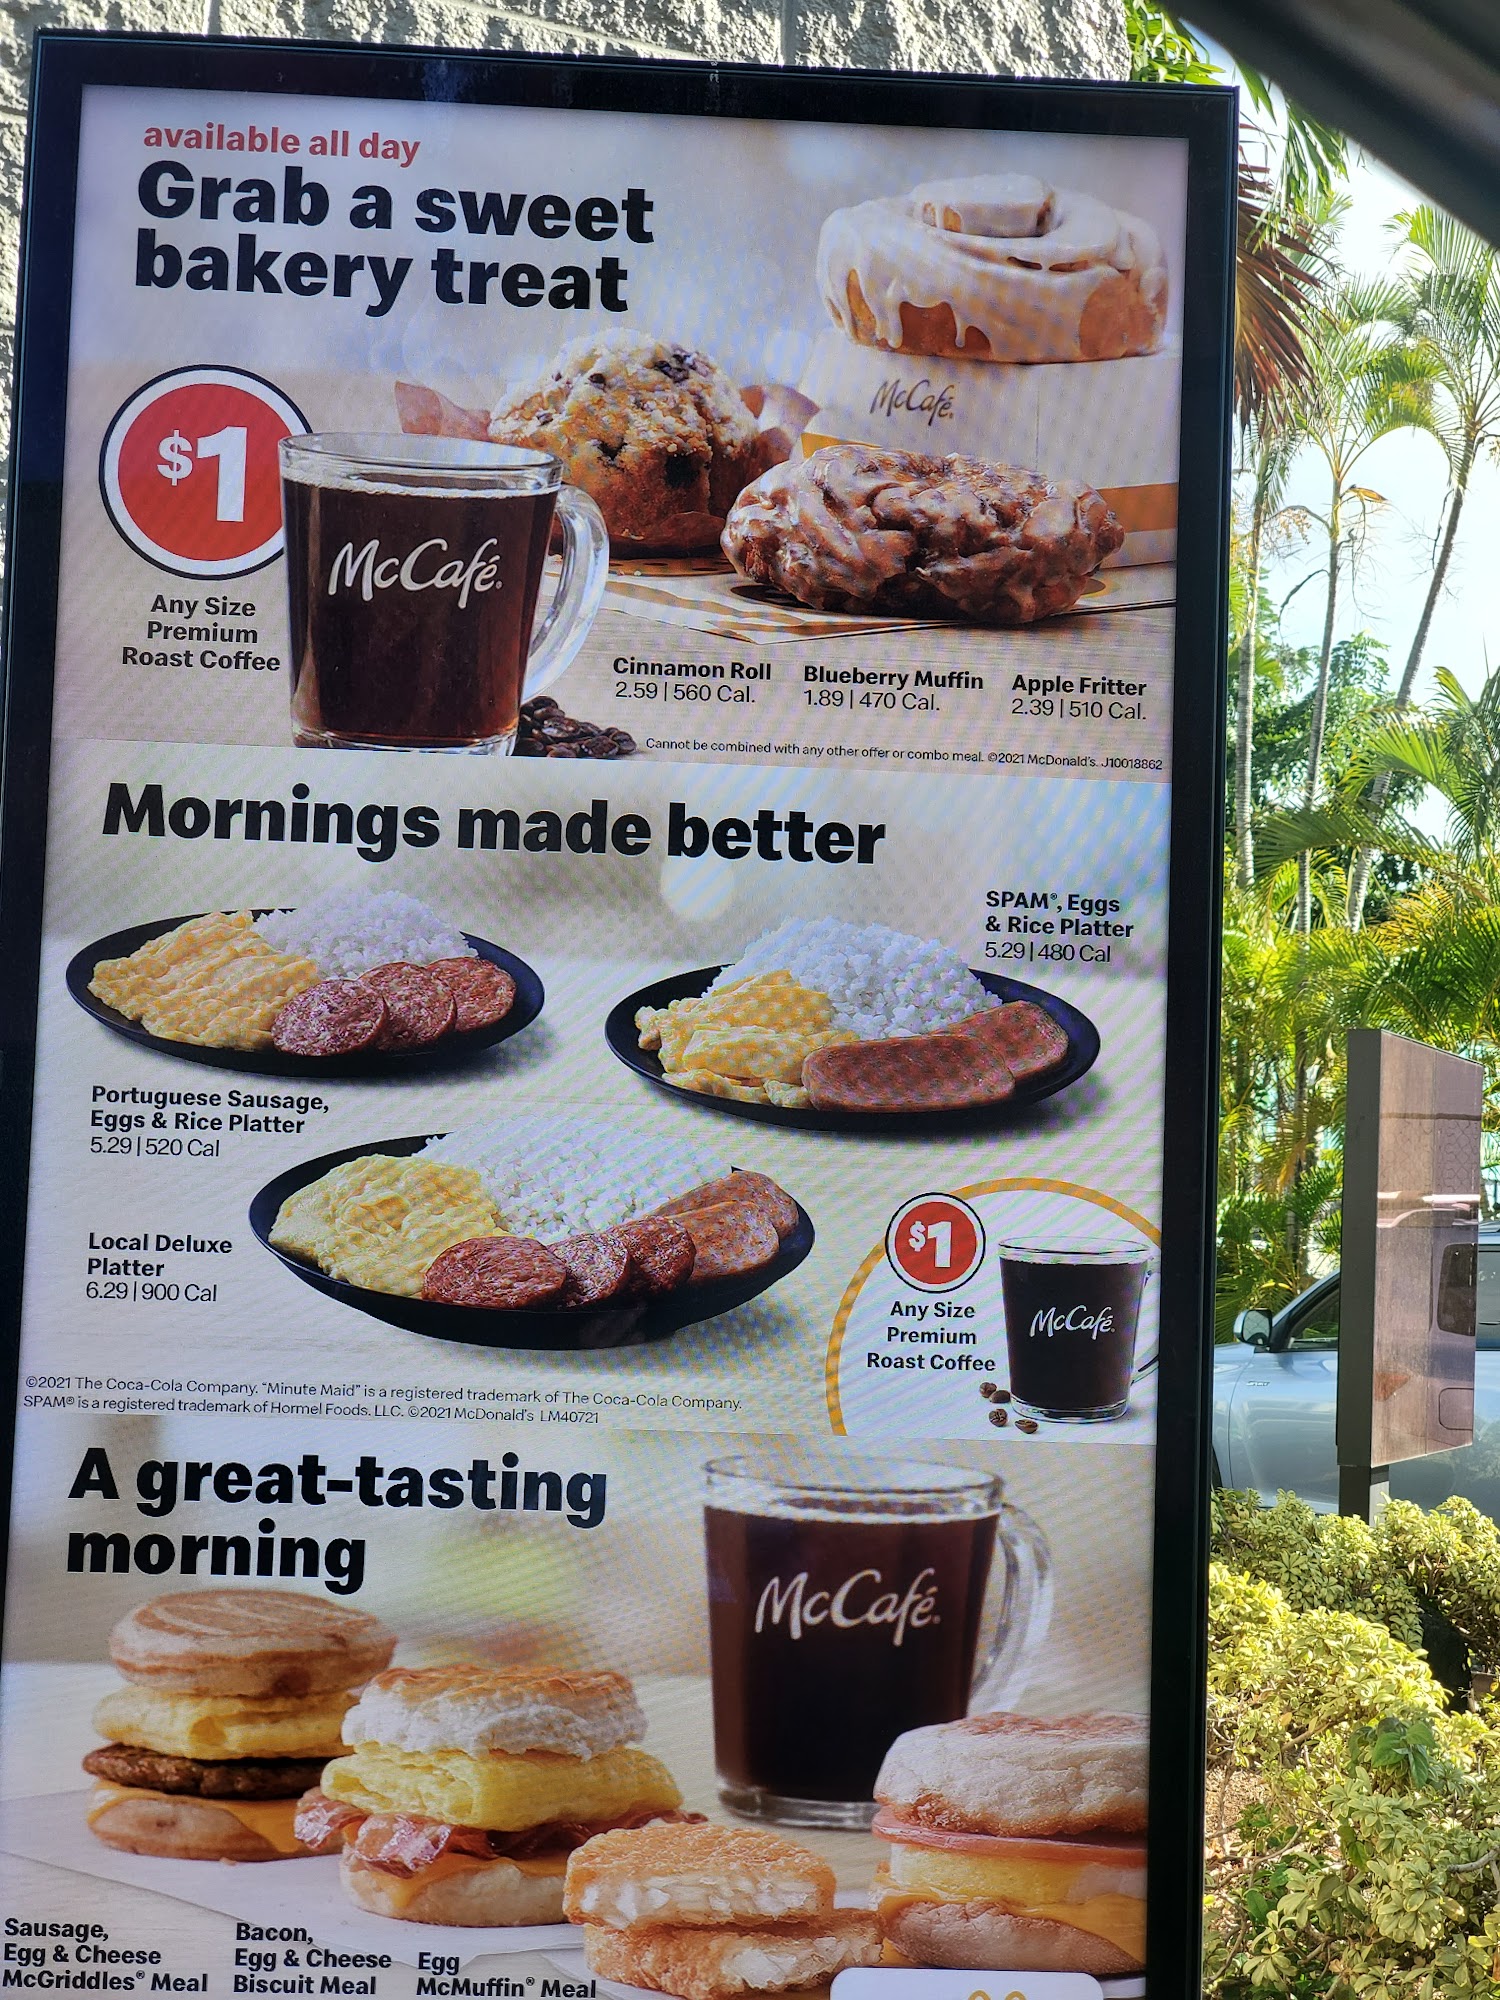 available all day
Grab a sweet
bakery treat
McCafé.
$1
McCafé.
Any Size
Premium
Roast Coffee
Cinnamon Roll
2.59 | 560 Cal.
Blueberry Muffin
1.89 | 470 Cal.
Apple Fritter
2.39 | 510 Cal.
Cannot be combined with any other offer or combo meal. ©2021 McDonald's. J10018862
Mornings made better
SPAM®, Eggs
& Rice Platter
5.29 | 480 Cal
Portuguese Sausage,
Eggs & Rice Platter
5.29 | 520 Cal
Local Deluxe
Platter
6.29 | 900 Cal
$1
Any Size
Premium
Roast Coffee
McCafé.
©2021 The Coca-Cola Company. "Minute Maid" is a registered trademark of The Coca-Cola Company.
SPAM® is a registered trademark of Hormel Foods. LLC. ©2021 McDonald's LM40721
A great-tasting
morning
McCafé.
Sausage,
Egg & Cheese
McGriddles® Meal
Bacon,
Egg & Cheese
Biscuit Meal
Egg
McMuffin® Meal